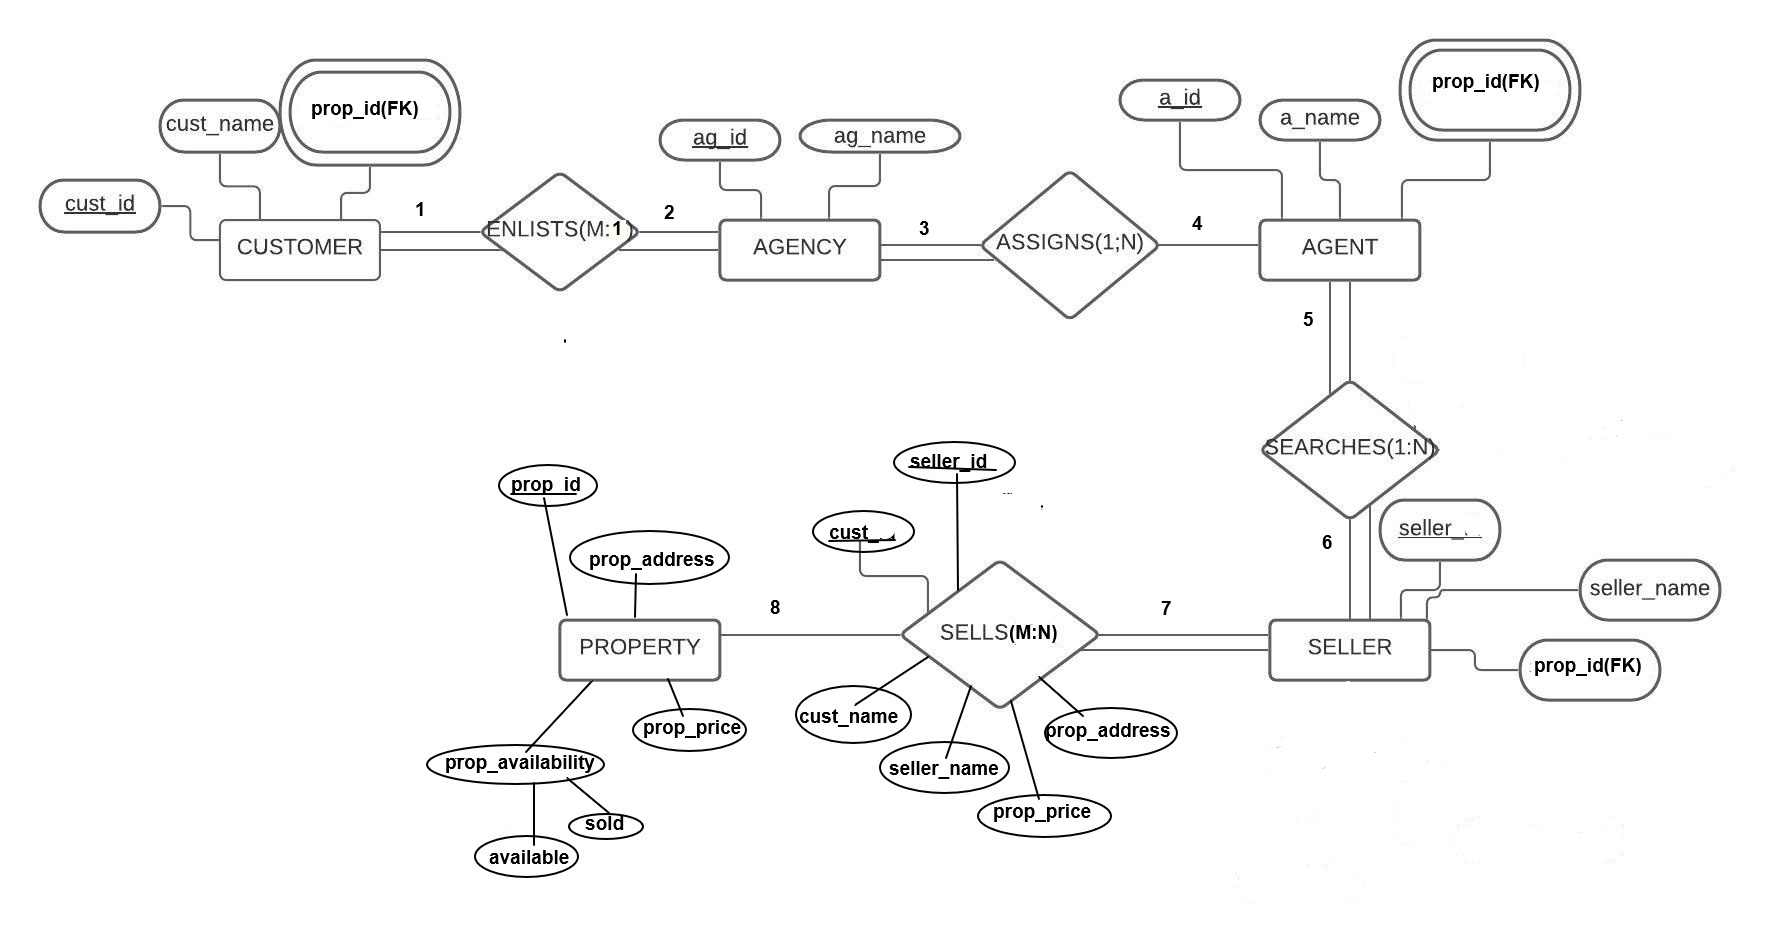 prop_id(FK)
cust_name
cust_id
1
CUSTOMER
ENLISTS(M:1)
2
ag_id
ag_name
AGENCY
3
ASSIGNS(1;N)
4
a_id
a_name
prop_id(FK)
AGENT
5
SEARCHES(1:N)
6
seller_
seller_name
SELLER
prop_id(FK)
7
seller_id
cust_
SELLS(M:N)
cust_name
seller_name
prop_price
prop_address
8
prop_id
prop_address
PROPERTY
prop_price
prop_availability
sold
available